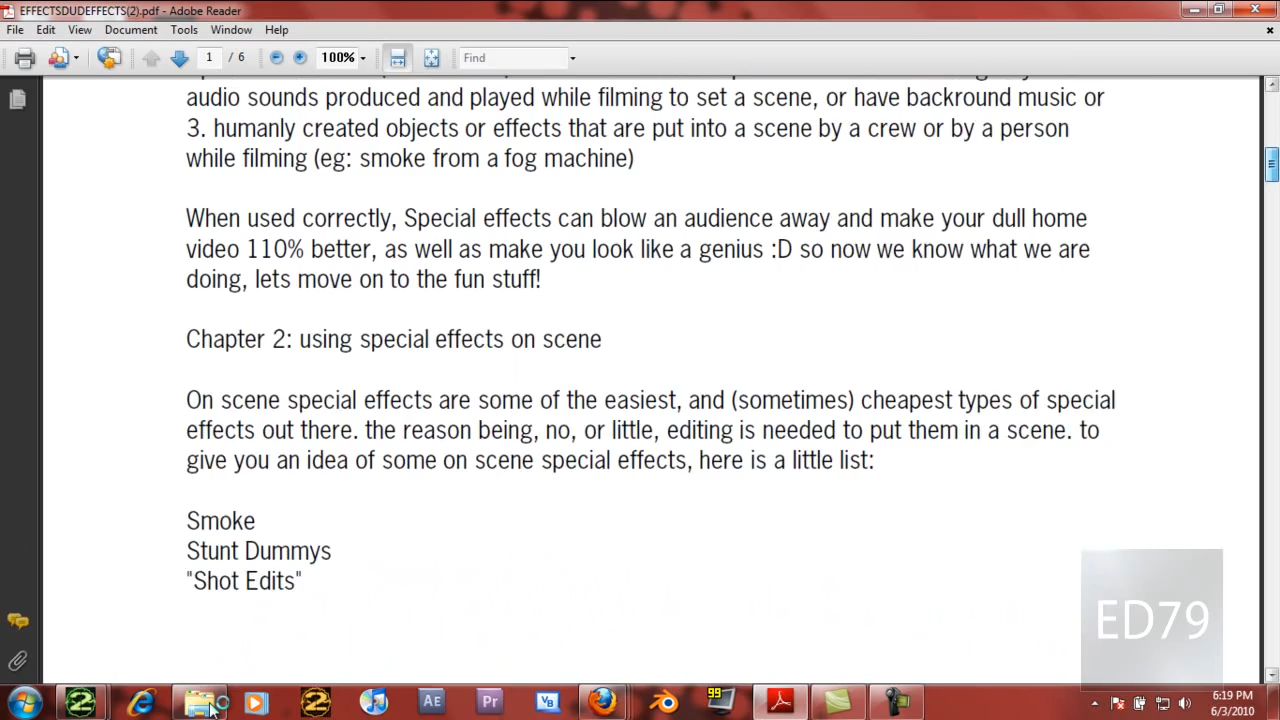 EFFECTSDUDEFFECTS(2).pdf - Adobe Reader
File Edit View Document Tools Window Help
1 / 6 100% Find
audio sounds produced and played while filming to set a scene, or have backround music or
3. humanly created objects or effects that are put into a scene by a crew or by a person
while filming (eg: smoke from a fog machine)
When used correctly, Special effects can blow an audience away and make your dull home
video 110% better, as well as make you look like a genius :D so now we know what we are
doing, lets move on to the fun stuff!
Chapter 2: using special effects on scene
On scene special effects are some of the easiest, and (sometimes) cheapest types of special
effects out there. the reason being, no, or little, editing is needed to put them in a scene. to
give you an idea of some on scene special effects, here is a little list:
Smoke
Stunt Dummys
"Shot Edits"
ED79
2 2 Ae Pr VB 99
6:19 PM
6/3/2010